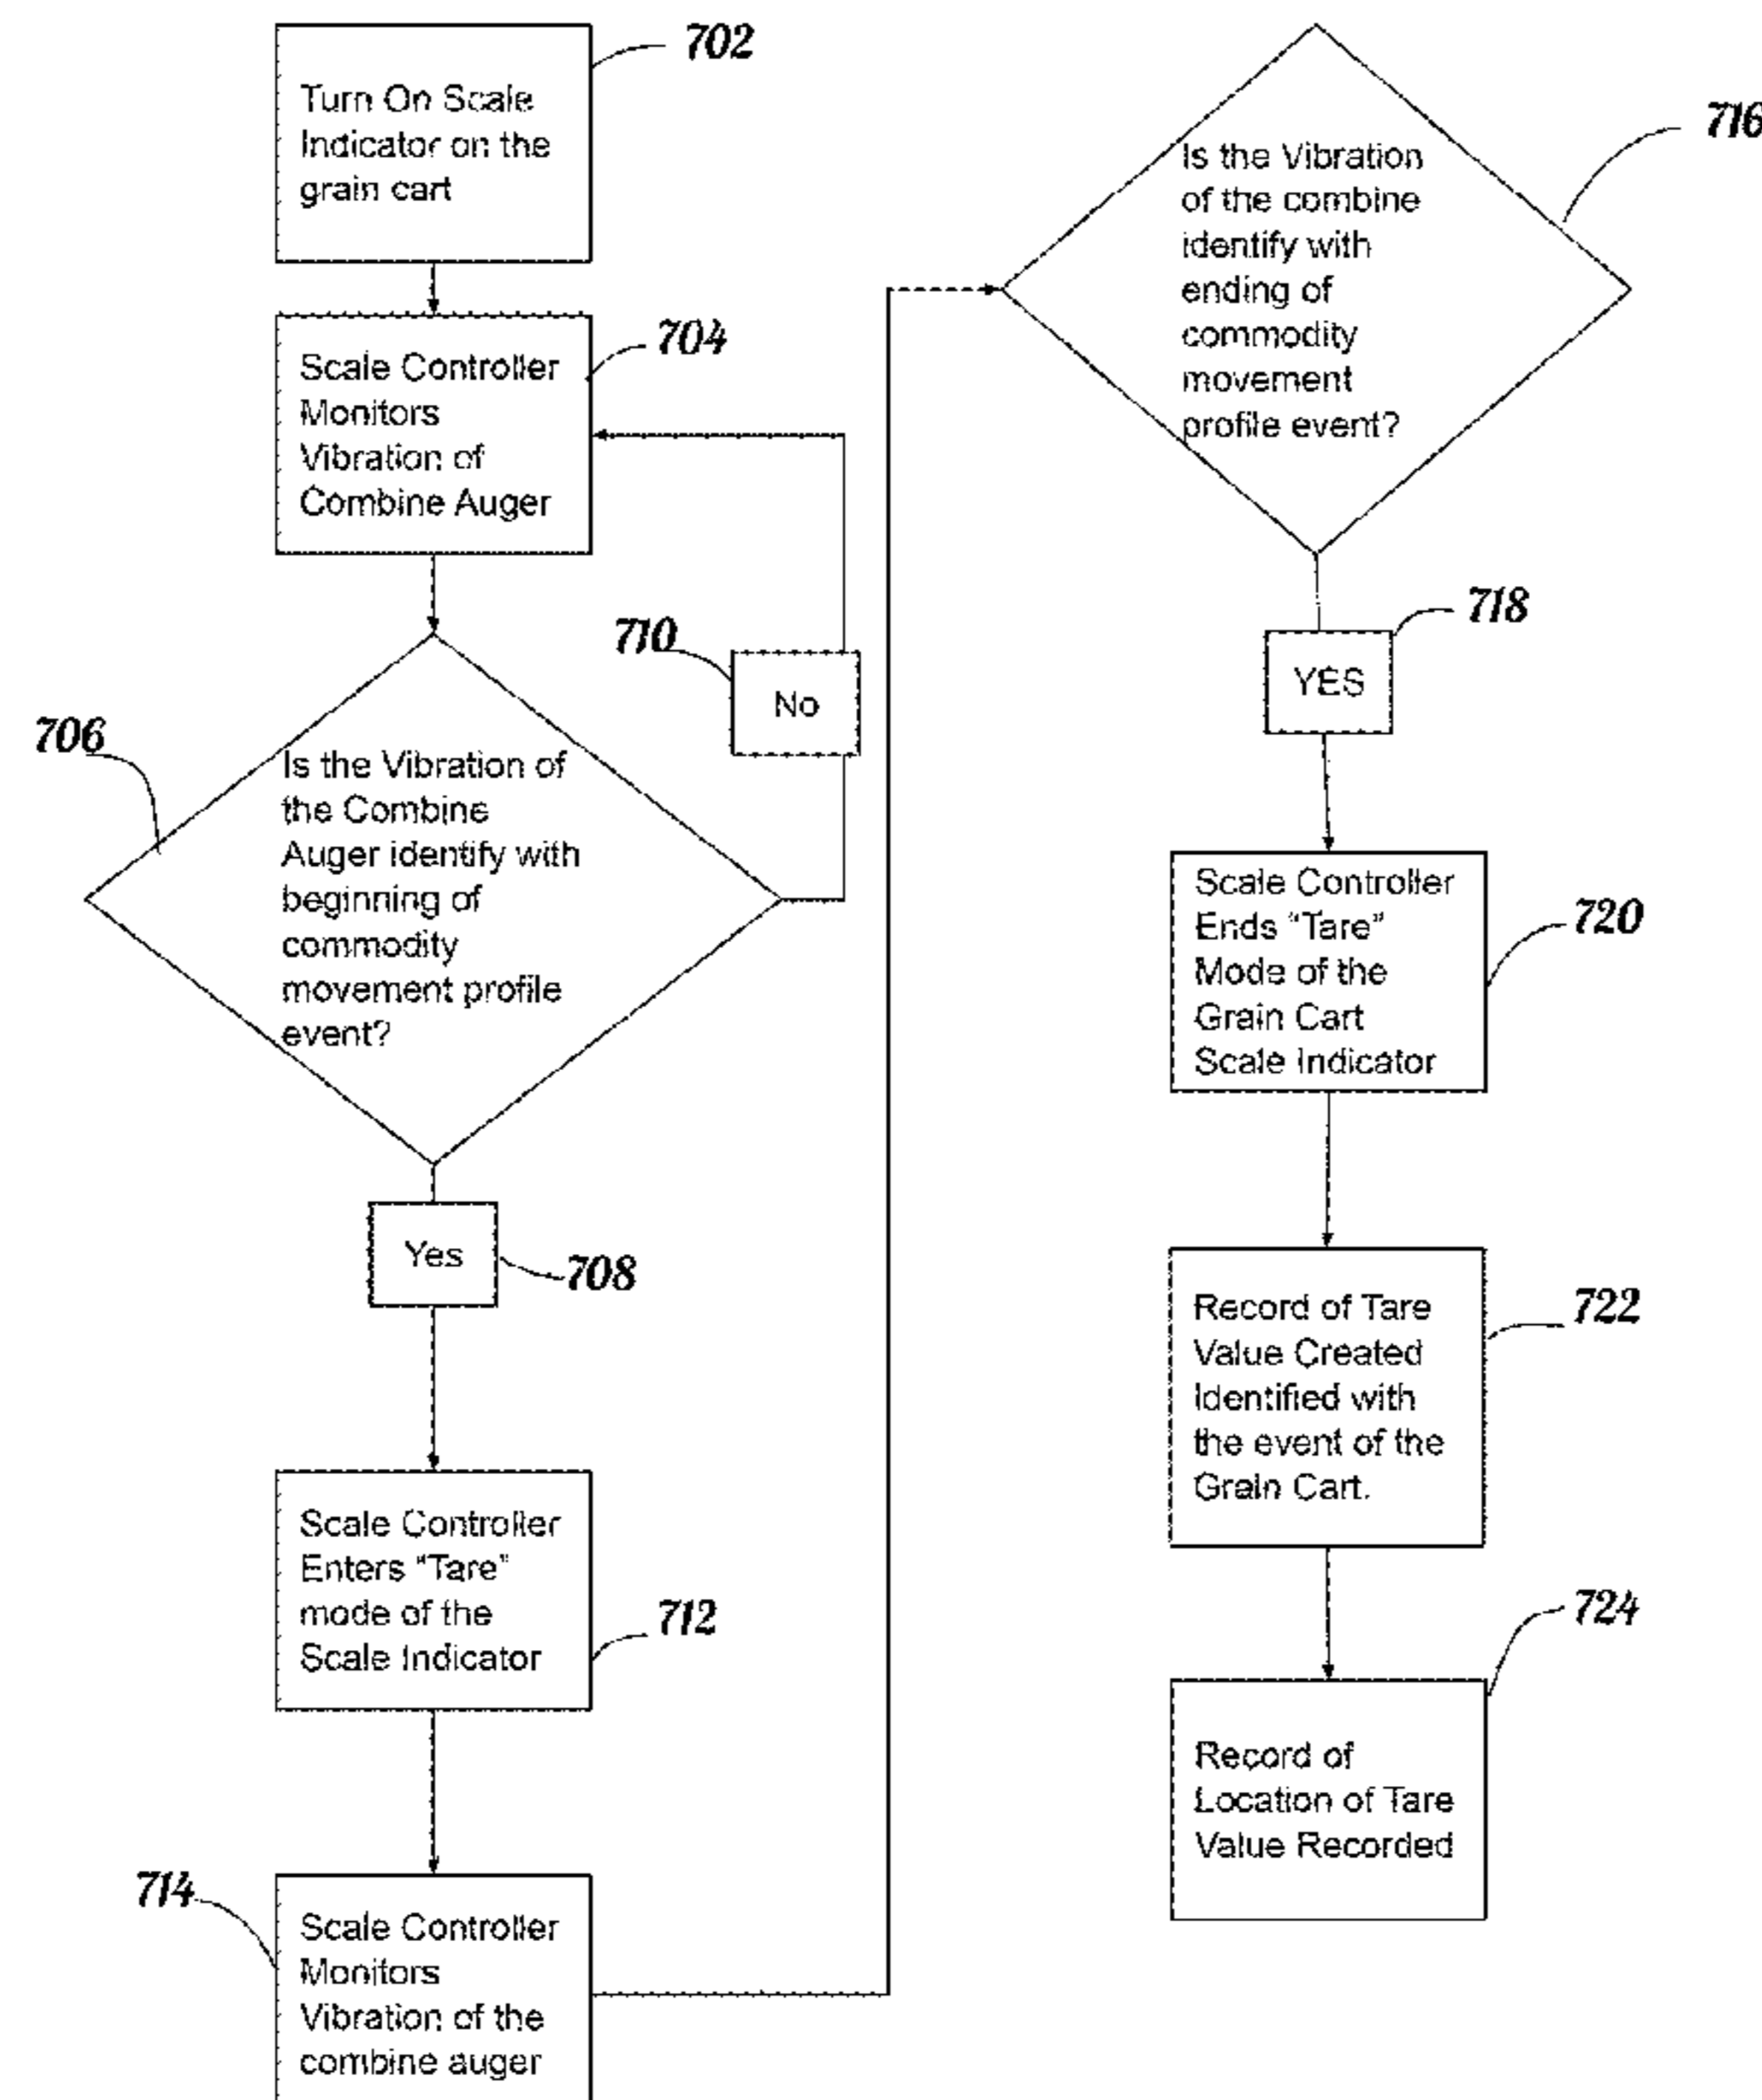 702
Turn On Scale
Indicator on the
grain cart
704
Scale Controller
Monitors
Vibration of
Combine Auger
710
No
706
Is the Vibration of
the Combine
Auger identify with
beginning of
commodity
movement profile
event?
Yes
708
Scale Controller
Enters “Tare”
mode of the
Scale Indicator
712
714
Scale Controller
Monitors
Vibration of the
combine auger
716
Is the Vibration
of the combine
identify with
ending of
commodity
movement
profile event?
718
YES
Scale Controller
Ends “Tare”
Mode of the
Grain Cart
Scale Indicator
720
Record of Tare
Value Created
Identified with
the event of the
Grain Cart.
722
724
Record of
Location of Tare
Value Recorded